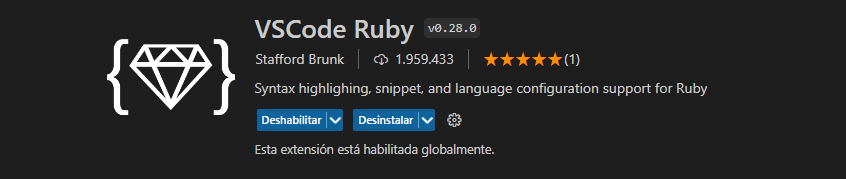 VSCode Ruby v0.28.0
Stafford Brunk 1.959.433 (1)
Syntax highlighing, snippet, and language configuration support for Ruby
Deshabilitar Desinstalar
Esta extensión está habilitada globalmente.